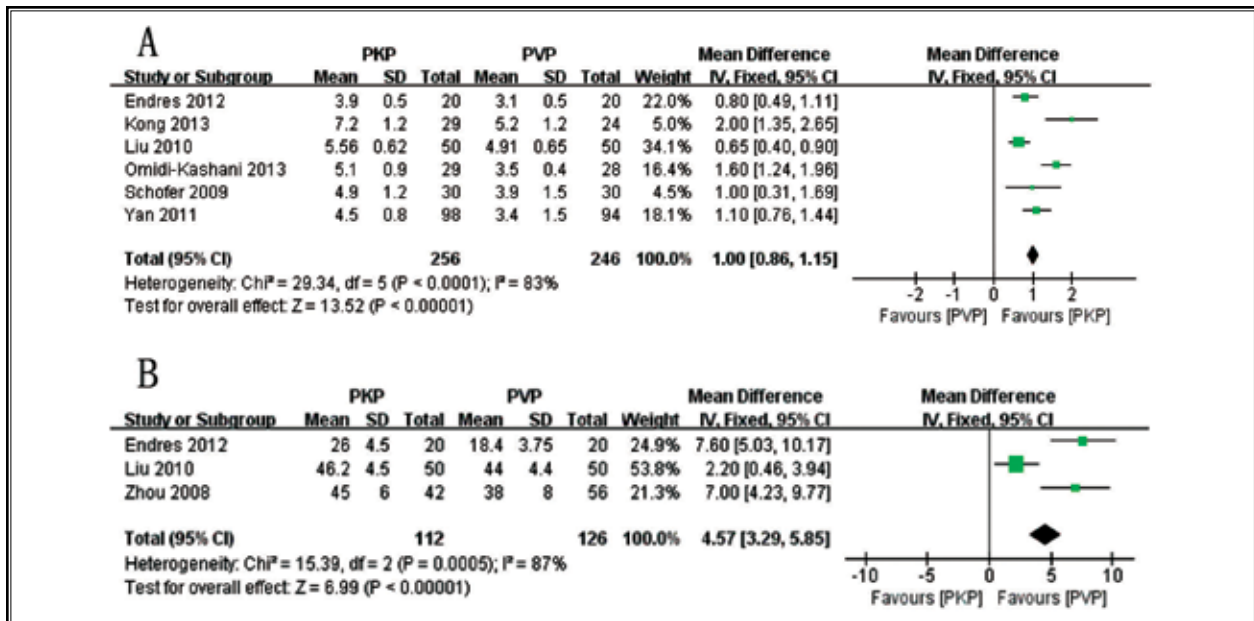 A
PKP PVP Mean Difference Mean Difference
Study or Subgroup Mean SD Total Mean SD Total Weight IV, Fixed, 95% CI IV, Fixed, 95% CI
Endres 2012 3.9 0.5 20 3.1 0.5 20 22.0% 0.80 [0.49, 1.11]
Kong 2013 7.2 1.2 29 5.2 1.2 24 5.0% 2.00 [1.35, 2.65]
Liu 2010 5.56 0.62 50 4.91 0.65 50 34.1% 0.65 [0.40, 0.90]
Omidi-Kashani 2013 5.1 0.9 29 3.5 0.4 28 16.4% 1.60 [1.24, 1.96]
Schofer 2009 4.9 1.2 30 3.9 1.5 30 4.5% 1.00 [0.31, 1.69]
Yan 2011 4.5 0.8 98 3.4 1.5 94 18.1% 1.10 [0.76, 1.44]
Total (95% CI) 256 246 100.0% 1.00 [0.86, 1.15]
Heterogeneity: Chi² = 29.34, df = 5 (P < 0.0001); I² = 83%
Test for overall effect: Z = 13.52 (P < 0.00001)
-2 -1 0 1 2
Favours [PVP] Favours [PKP]
B
PKP PVP Mean Difference Mean Difference
Study or Subgroup Mean SD Total Mean SD Total Weight IV, Fixed, 95% CI IV, Fixed, 95% CI
Endres 2012 26 4.5 20 18.4 3.75 20 24.9% 7.60 [5.03, 10.17]
Liu 2010 46.2 4.5 50 44 4.4 50 53.8% 2.20 [0.46, 3.94]
Zhou 2008 45 6 42 38 8 56 21.3% 7.00 [4.23, 9.77]
Total (95% CI) 112 126 100.0% 4.57 [3.29, 5.85]
Heterogeneity: Chi² = 15.39, df = 2 (P = 0.0005); I² = 87%
Test for overall effect: Z = 6.99 (P < 0.00001)
-10 -5 0 5 10
Favours [PKP] Favours [PVP]